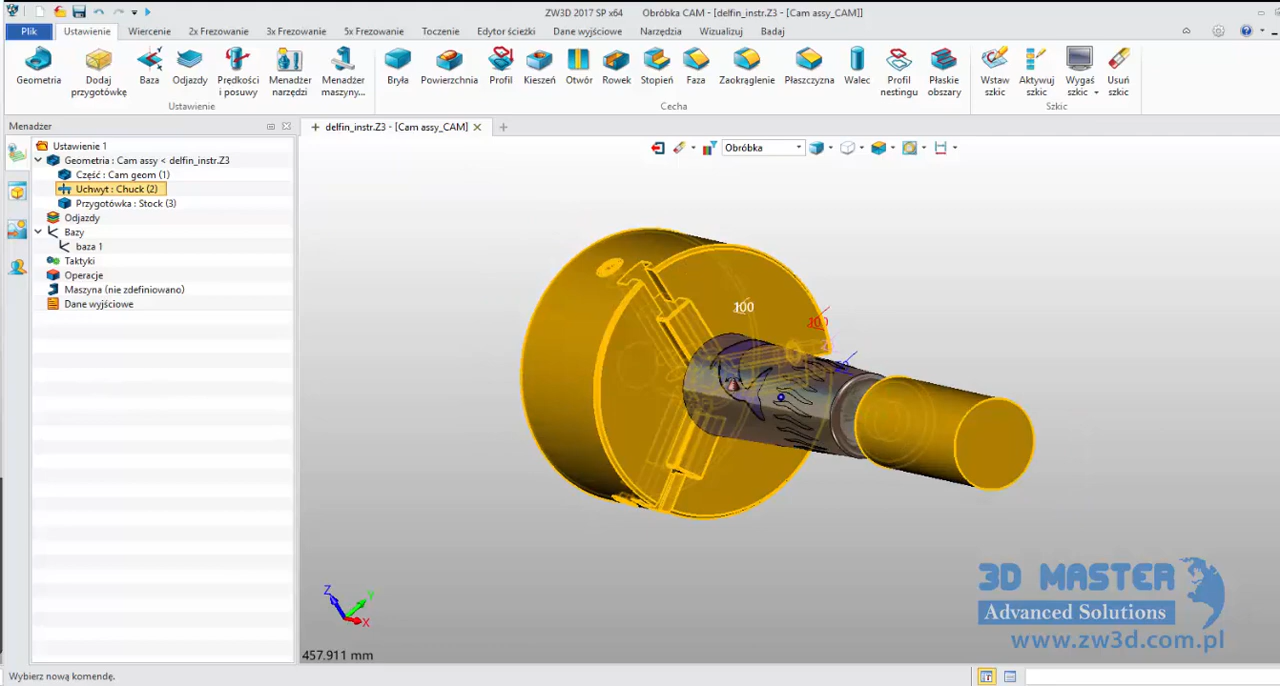 ZW3D 2017 SP x64 Obróbka CAM - [delfin_instr.Z3 - [Cam assy_CAM]]
Plik Ustawienie Wiercenie 2x Frezowanie 3x Frezowanie 5x Frezowanie Toczenie Edytor ścieżki Dane wyjściowe Narzędzia Wizualizuj Badaj
Geometria Dodaj przygotówkę Baza Odjazdy Prędkości i posuwy Menadzer narzędzi Menadzer maszyny... Bryła Powierzchnia Profil Kieszeń Otwór Rowek Stopień Faza Zaokrąglenie Płaszczyzna Walec Profil nestingu Płaskie obszary Wstaw szkic Aktywuj szkic Wygaś szkic Usuń szkic
Ustawienie Cecha Szkic
Menadżer
delfin_instr.Z3 - [Cam assy_CAM]
Obróbka
Ustawienie 1
Geometria : Cam assy < delfin_instr.Z3
Część : Cam geom (1)
Uchwyt : Chuck (2)
Przygotówka : Stock (3)
Odjazdy
Bazy
baza 1
Taktyki
Operacje
Maszyna (nie zdefiniowano)
Dane wyjściowe
100
100
Z
Y
X
457.911 mm
3D MASTER
Advanced Solutions
www.zw3d.com.pl
Wybierz nową komendę.